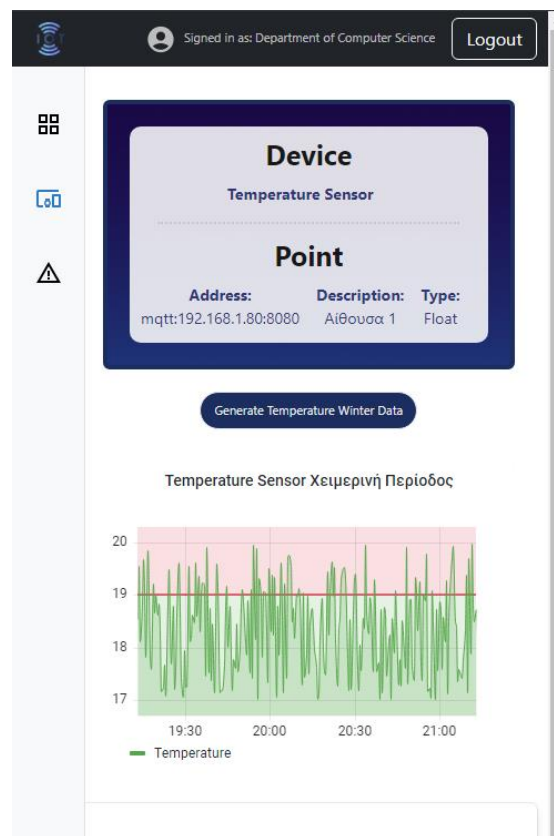 ICT
Signed in as: Department of Computer Science
Logout
Device
Temperature Sensor
Point
Address: Description: Type:
mqtt:192.168.1.80:8080 Αίθουσα 1 Float
Generate Temperature Winter Data
Temperature Sensor Χειμερινή Περίοδος
20
19
18
17
19:30 20:00 20:30 21:00
Temperature